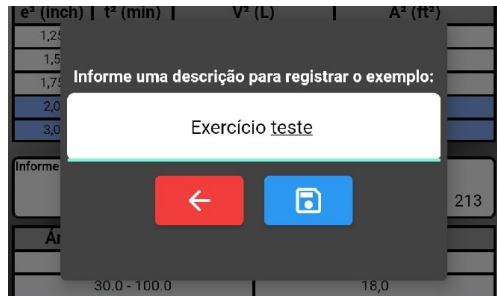 e² (inch) t² (min) V² (L) A² (ft²)
1,25
1,5
1,75
2,0
3,0
Informe uma descrição para registrar o exemplo:
Exercício teste
Informe
213
30.0 - 100.0 18,0